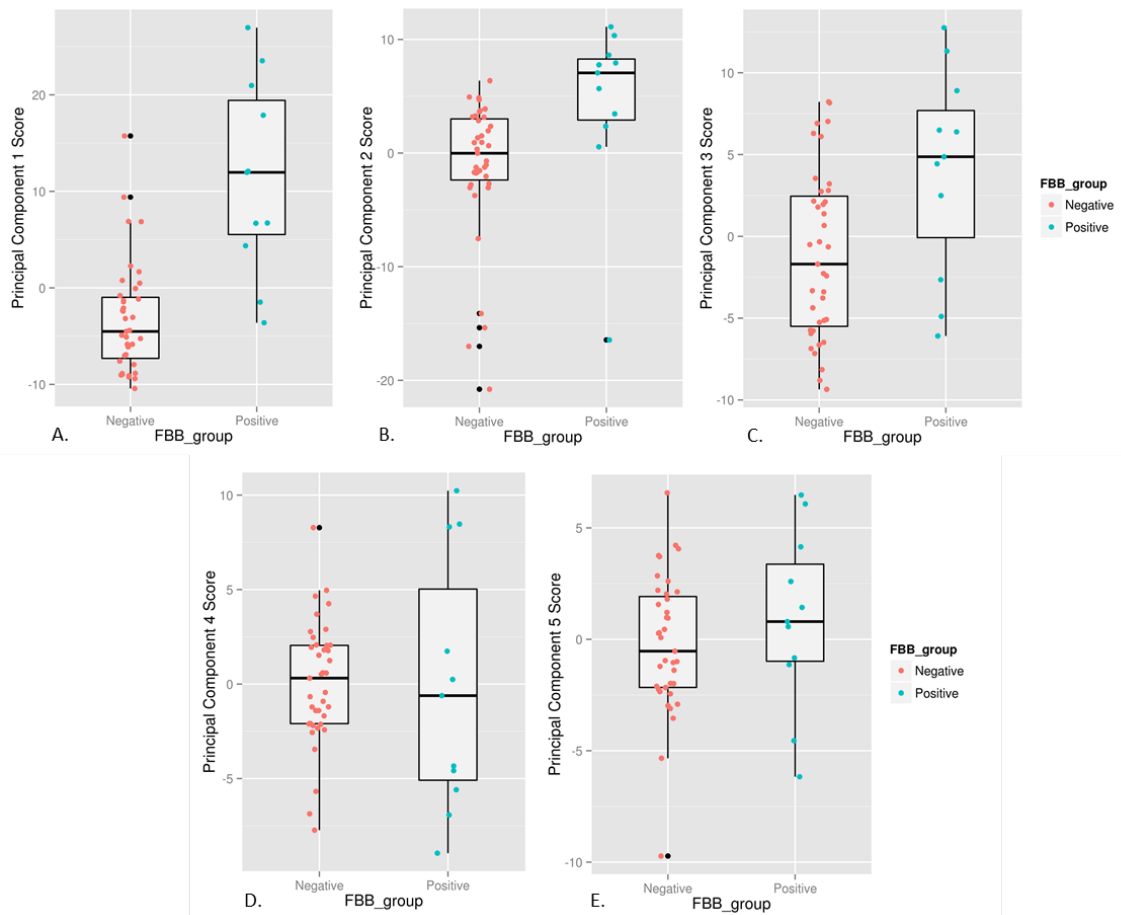 Principal Component 1 Score
20
10
0
-10
Negative
Positive
A.
FBB_group
Principal Component 2 Score
10
0
-10
-20
Negative
Positive
B.
FBB_group
Principal Component 3 Score
10
5
0
-5
-10
Negative
Positive
C.
FBB_group
FBB_group
Negative
Positive
Principal Component 4 Score
10
5
0
-5
Negative
Positive
D.
FBB_group
Principal Component 5 Score
5
0
-5
-10
Negative
Positive
E.
FBB_group
FBB_group
Negative
Positive